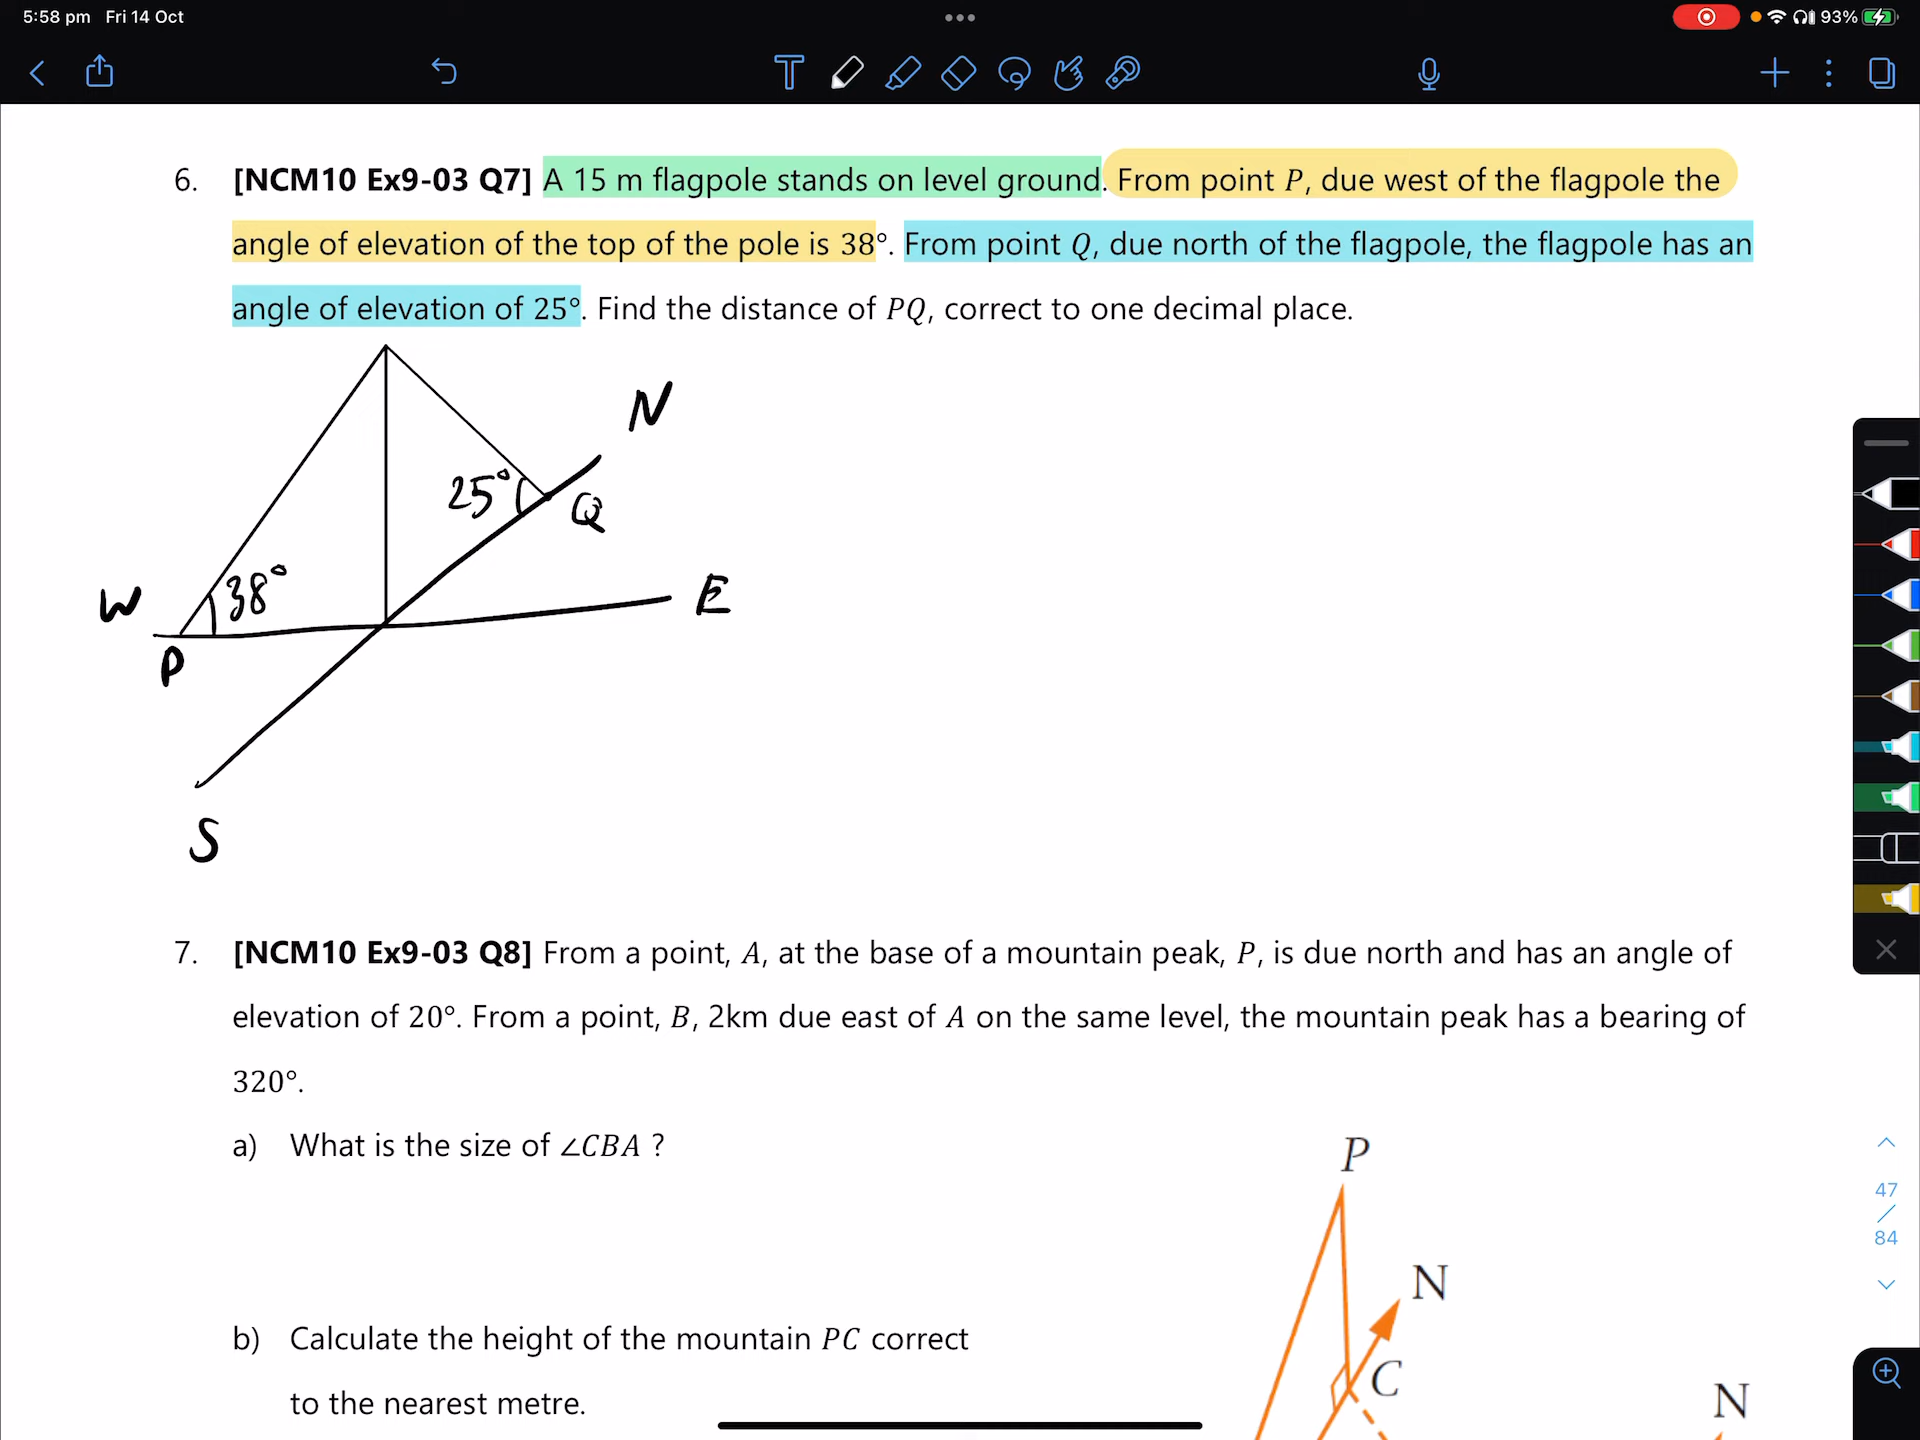 5:58 pm Fri 14 Oct
93%
6. [NCM10 Ex9-03 Q7] A 15 m flagpole stands on level ground. From point P, due west of the flagpole the
angle of elevation of the top of the pole is 38°. From point Q, due north of the flagpole, the flagpole has an
angle of elevation of 25°. Find the distance of PQ, correct to one decimal place.
N
25°
Q
38°
W
E
P
S
7. [NCM10 Ex9-03 Q8] From a point, A, at the base of a mountain peak, P, is due north and has an angle of
elevation of 20°. From a point, B, 2km due east of A on the same level, the mountain peak has a bearing of
320°.
a) What is the size of ∠CBA ?
P
47
/
84
N
b) Calculate the height of the mountain PC correct
C
to the nearest metre.
N